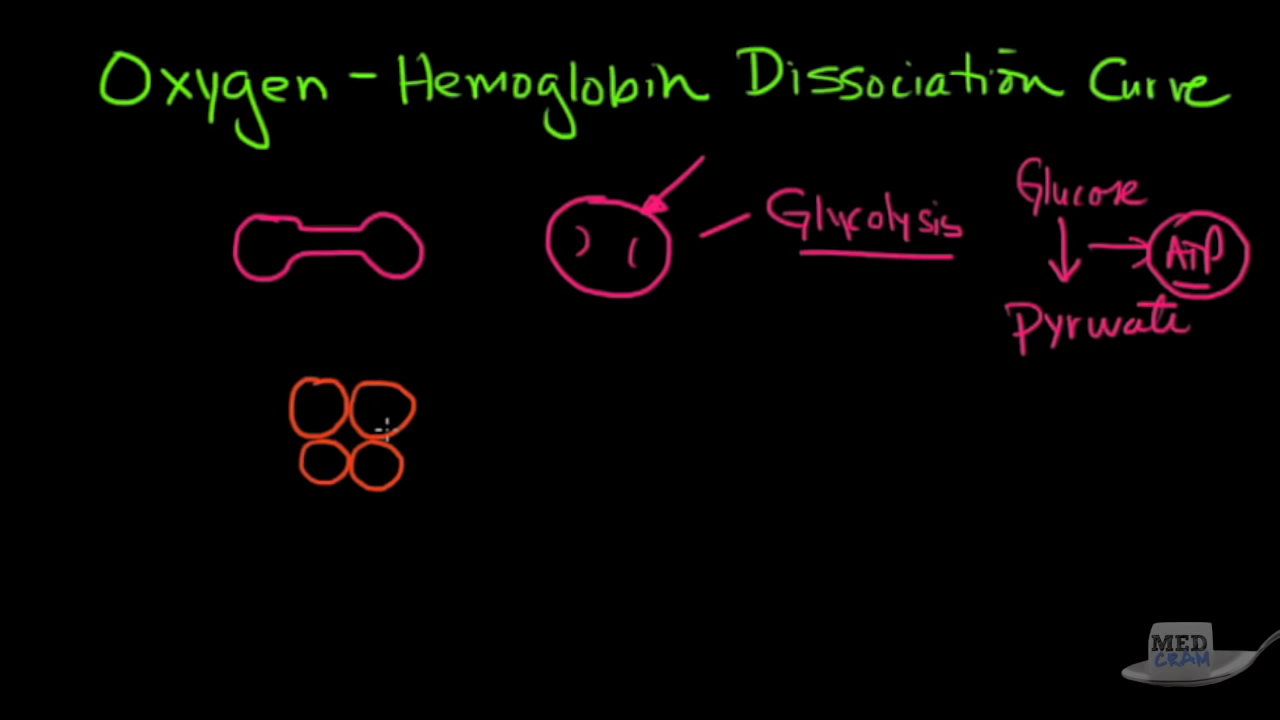 Oxygen - Hemoglobin Dissociation Curve
Glycolysis
Glucose
ATP
Pyruvate
MED
CRAM